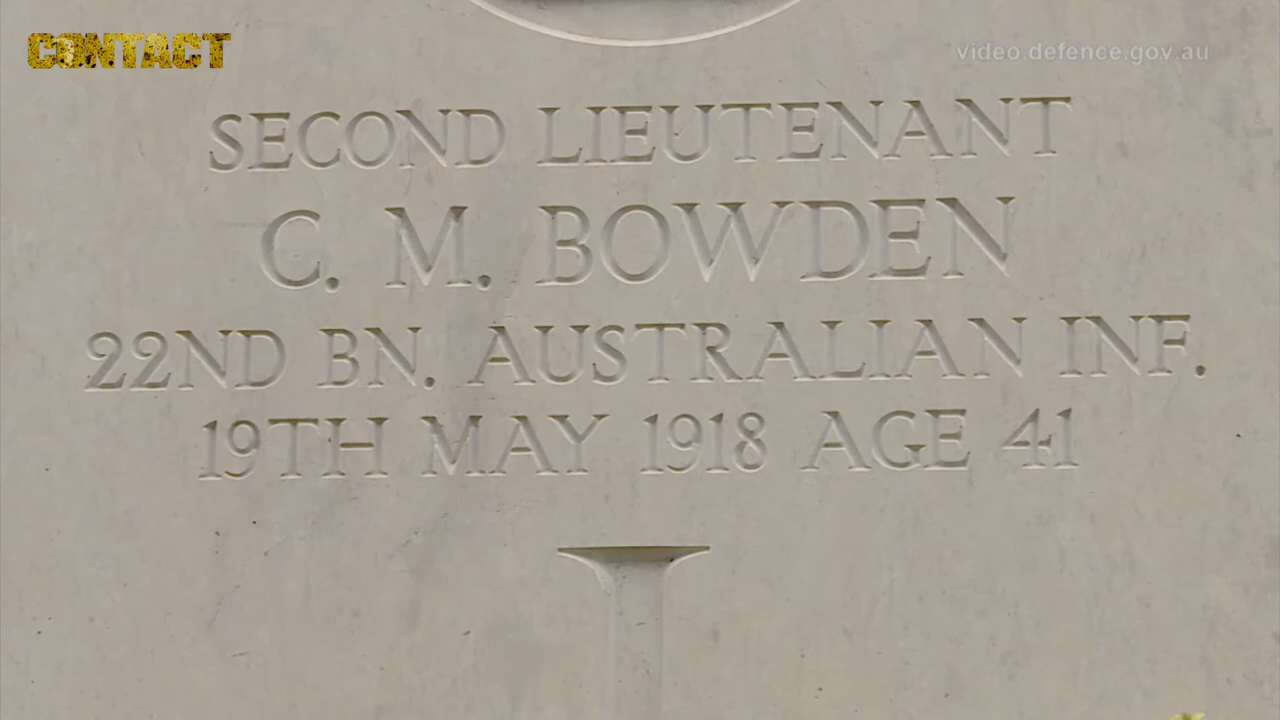 CONTACT
video.defence.gov.au
SECOND LIEUTENANT
C. M. BOWDEN
22ND BN. AUSTRALIAN INF.
19TH MAY 1918 AGE 41